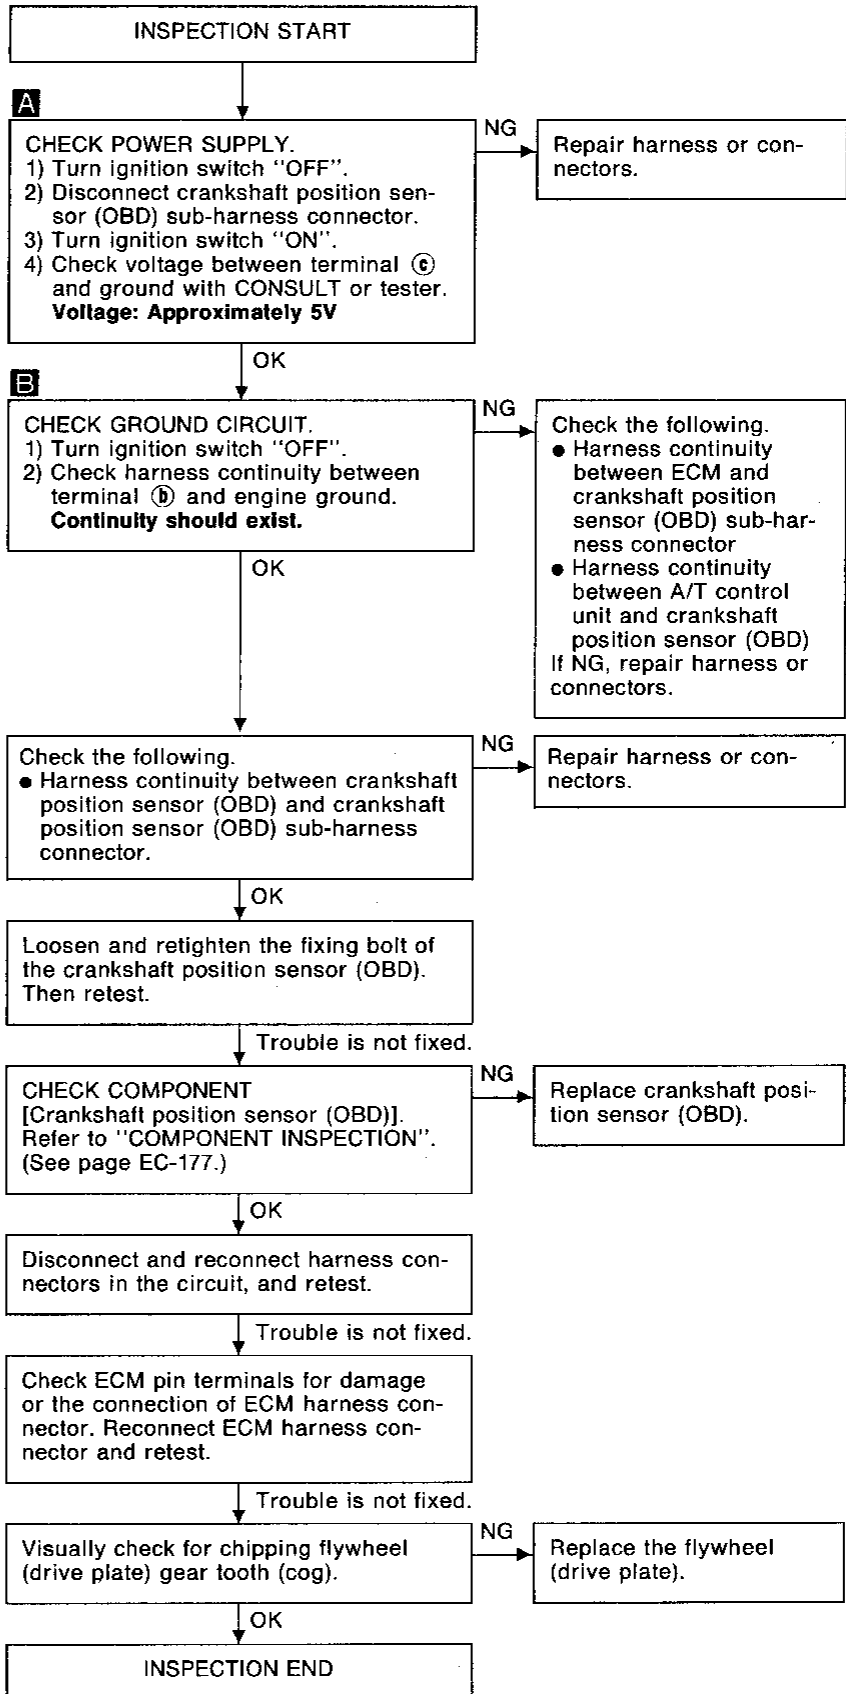 INSPECTION START
A
CHECK POWER SUPPLY.
1) Turn ignition switch "OFF".
2) Disconnect crankshaft position sen-
sor (OBD) sub-harness connector.
3) Turn ignition switch "ON".
4) Check voltage between terminal ⓒ
and ground with CONSULT or tester.
Voltage: Approximately 5V
NG
Repair harness or con-
nectors.
OK
B
CHECK GROUND CIRCUIT.
1) Turn ignition switch "OFF".
2) Check harness continuity between
terminal ⓑ and engine ground.
Continuity should exist.
NG
Check the following.
● Harness continuity
between ECM and
crankshaft position
sensor (OBD) sub-har-
ness connector
● Harness continuity
between A/T control
unit and crankshaft
position sensor (OBD)
If NG, repair harness or
connectors.
OK
Check the following.
● Harness continuity between crankshaft
position sensor (OBD) and crankshaft
position sensor (OBD) sub-harness
connector.
NG
Repair harness or con-
nectors.
OK
Loosen and retighten the fixing bolt of
the crankshaft position sensor (OBD).
Then retest.
Trouble is not fixed.
CHECK COMPONENT
[Crankshaft position sensor (OBD)].
Refer to "COMPONENT INSPECTION".
(See page EC-177.)
NG
Replace crankshaft posi-
tion sensor (OBD).
OK
Disconnect and reconnect harness con-
nectors in the circuit, and retest.
Trouble is not fixed.
Check ECM pin terminals for damage
or the connection of ECM harness con-
nector. Reconnect ECM harness con-
nector and retest.
Trouble is not fixed.
Visually check for chipping flywheel
(drive plate) gear tooth (cog).
NG
Replace the flywheel
(drive plate).
OK
INSPECTION END